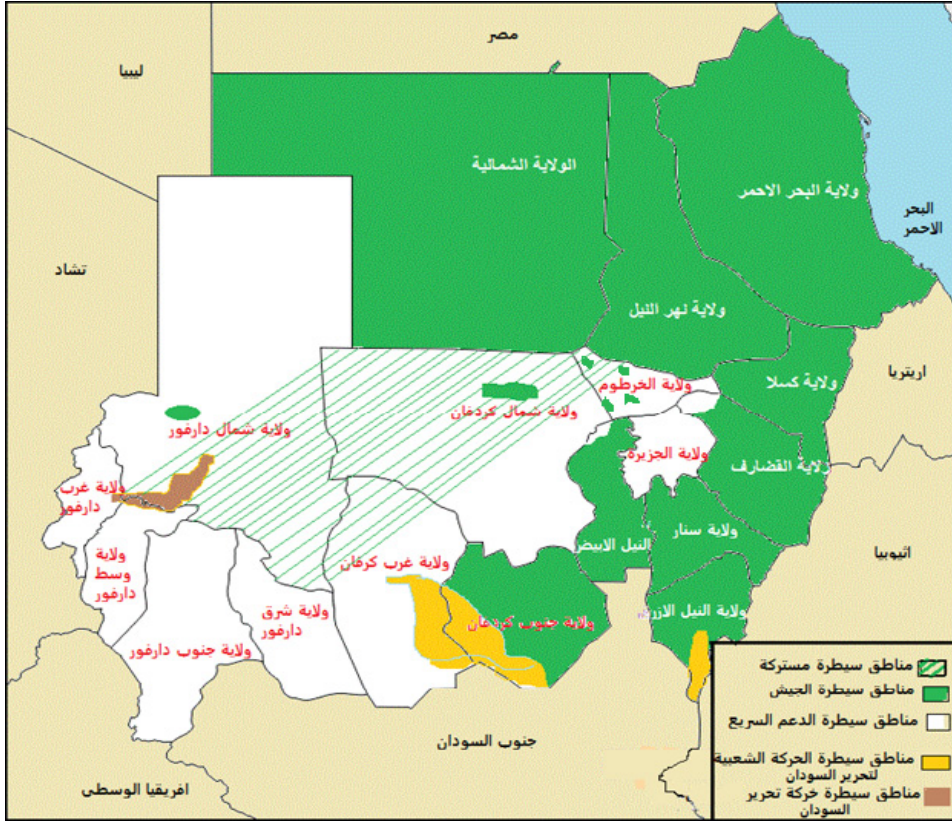 مصر
ليبيا
الولاية الشمالية
ولاية البحر الاحمر
البحر
الاحمر
تشاد
ولاية نهر النيل
ولاية كسلا
اريتريا
ولاية الخرطوم
ولاية شمال كردفان
ولاية شمال دارفور
ولاية الجزيرة
ولاية القضارف
ولاية غرب
دارفور
ولاية سنار
النيل الابيض
اثيوبيا
ولاية
وسط
دارفور
ولاية غرب كرفان
ولاية شرق
دارفور
ولاية جنوب كردفان
ولاية النيل الازرق
ولاية جنوب دارفور
جنوب السودان
افريقيا الوسطى
مناطق سيطرة مستركة
مناطق سيطرة الجيش
مناطق سيطرة الدعم السريع
مناطق سيطرة الحركة الشعبية
لتحرير السودان
مناطق سيطرة خركة تحرير
السودان